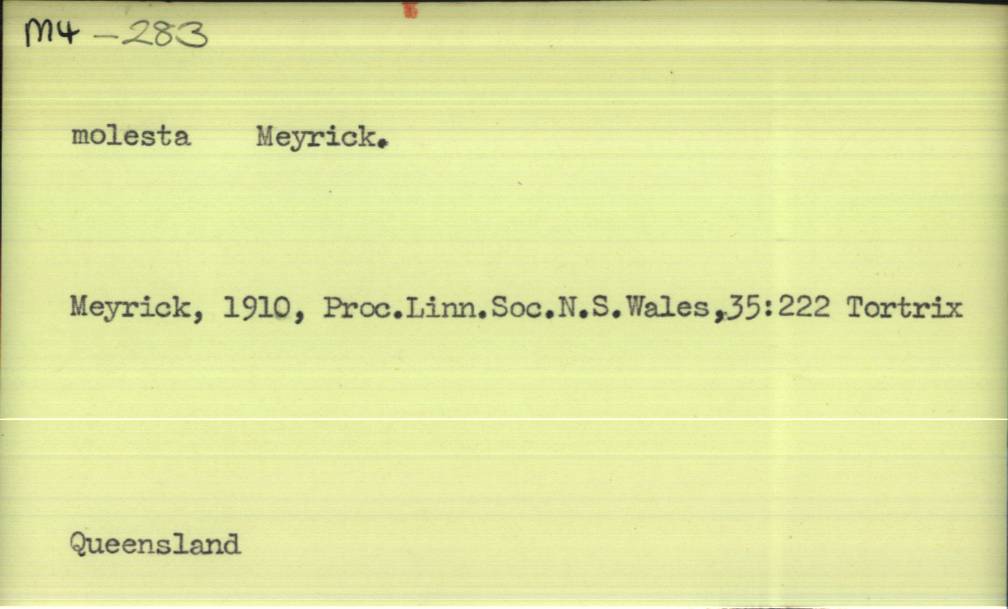 M4 - 283
molesta Meyrick.
Meyrick, 1910, Proc.Linn.Soc.N.S.Wales,35:222 Tortrix
Queensland